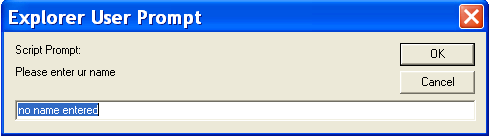 Explorer User Prompt
Script Prompt:
OK
Please enter ur name
Cancel
no name entered